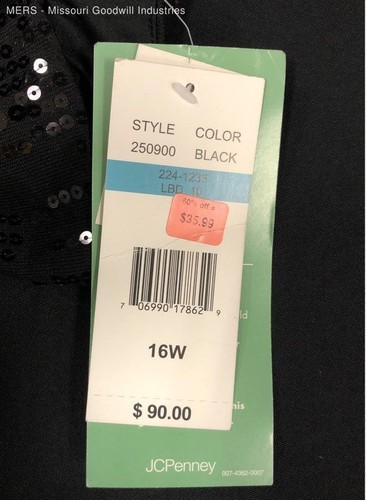 MERS - Missouri Goodwill Industries
STYLE COLOR
250900 BLACK
224-1233
LBD 10
60% off =
$35.99
7 06990 17862 9
16W
$ 90.00
JCPenney